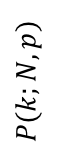 P(k; N, p)